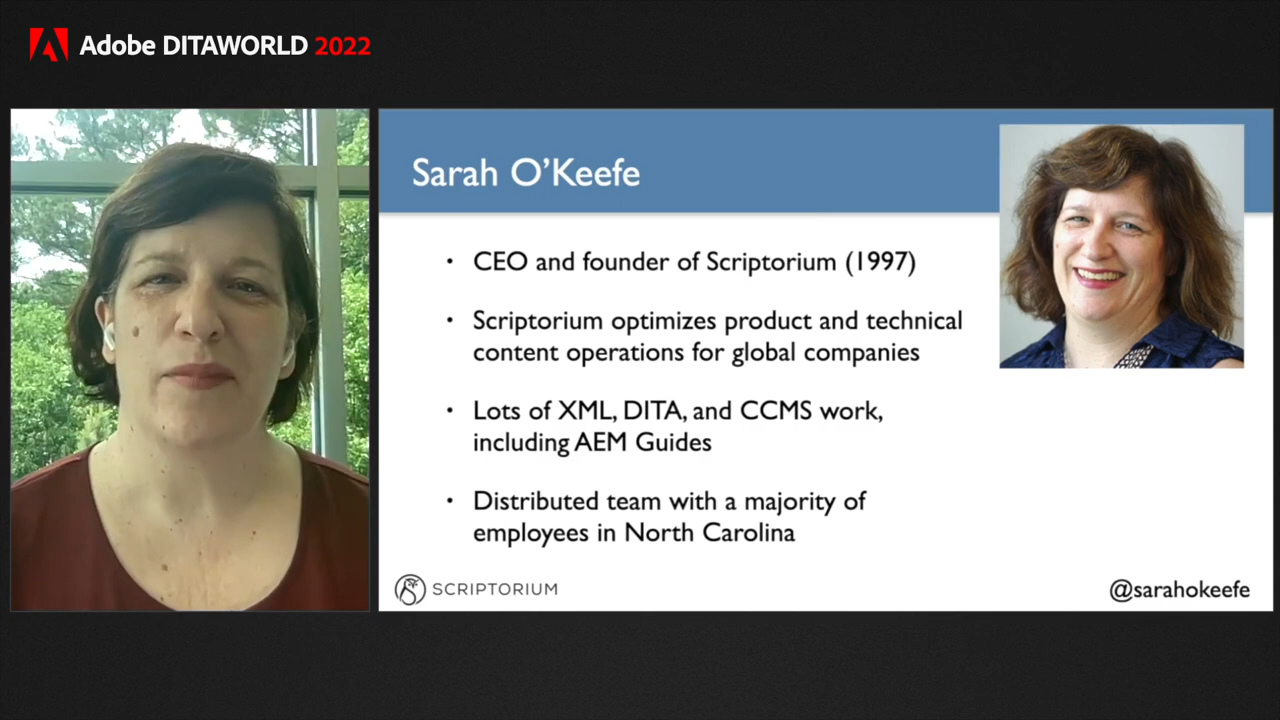 Adobe DITAWORLD 2022
Sarah O'Keefe
• CEO and founder of Scriptorium (1997)
• Scriptorium optimizes product and technical
content operations for global companies
• Lots of XML, DITA, and CCMS work,
including AEM Guides
• Distributed team with a majority of
employees in North Carolina
SCRIPTORIUM
@sarahokeefe